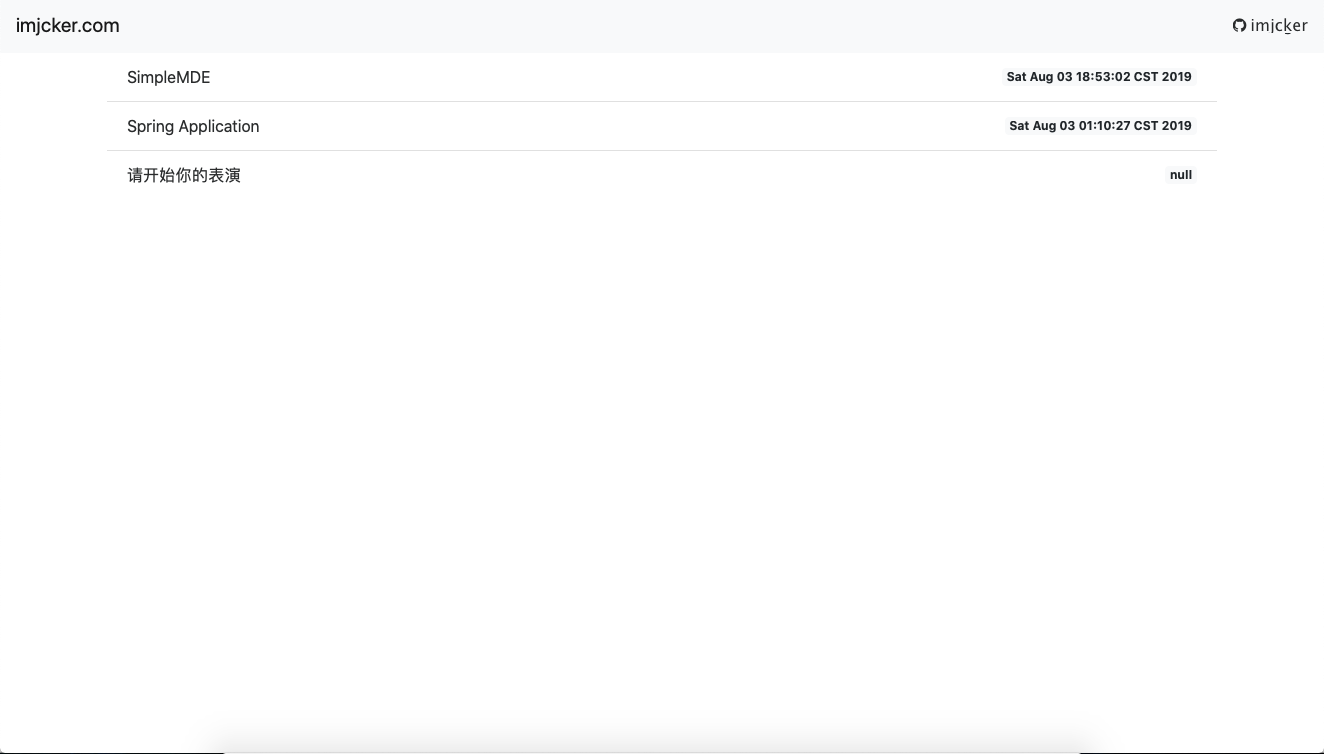 imjcker.com
imjcker
SimpleMDE Sat Aug 03 18:53:02 CST 2019
Spring Application Sat Aug 03 01:10:27 CST 2019
请开始你的表演 null